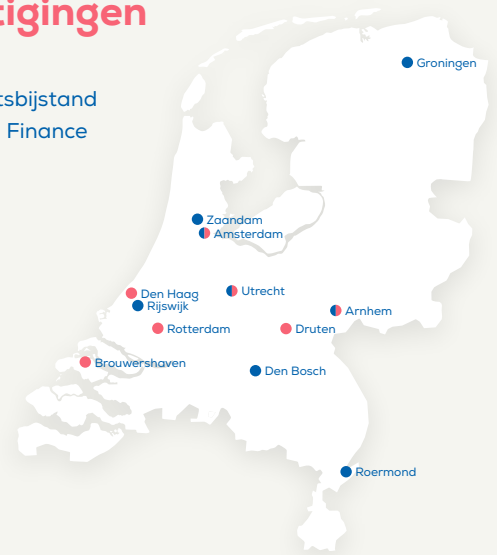 tigingen
tsbijstand
Finance
Groningen
Zaandam
Amsterdam
Utrecht
Den Haag
Rijswijk
Arnhem
Rotterdam
Druten
Brouwershaven
Den Bosch
Roermond